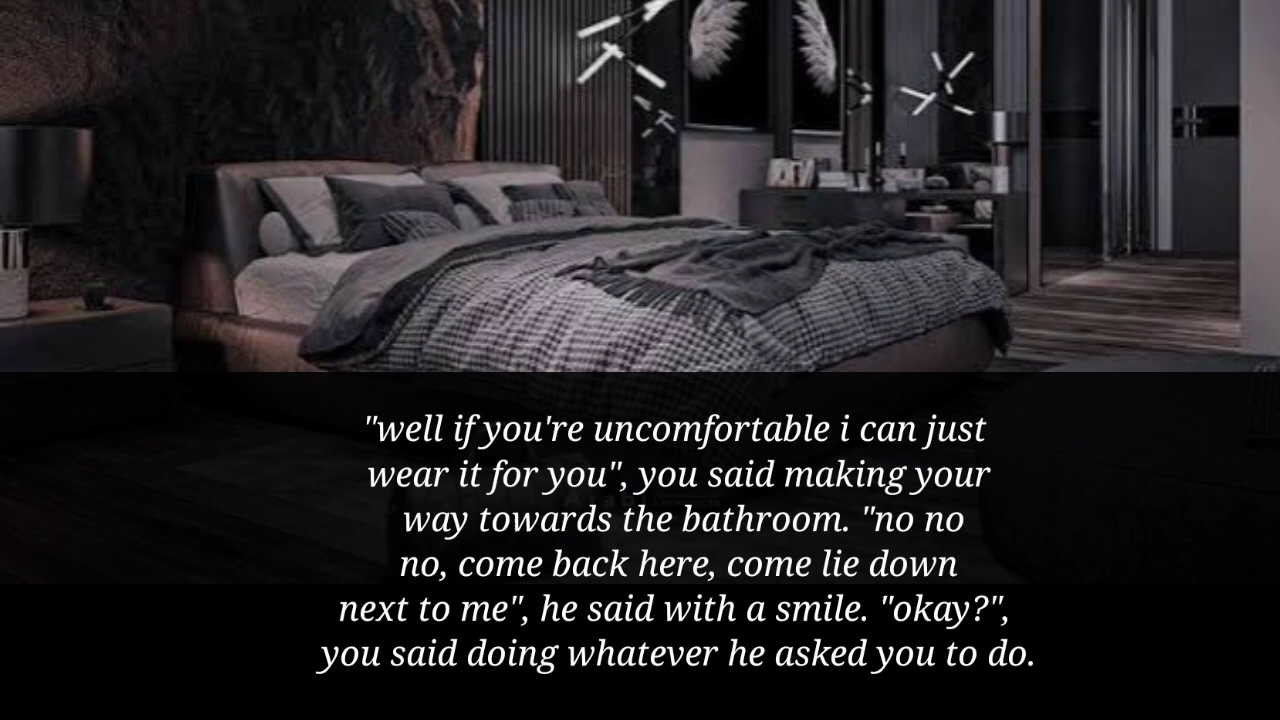 "well if you're uncomfortable i can just
wear it for you", you said making your
way towards the bathroom. "no no
no, come back here, come lie down
next to me", he said with a smile. "okay?",
you said doing whatever he asked you to do.